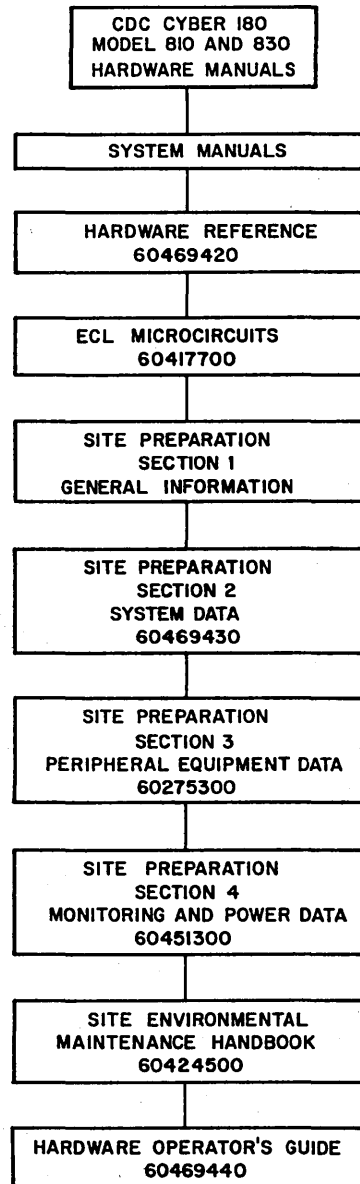 CDC CYBER 180
MODEL 810 AND 830
HARDWARE MANUALS
SYSTEM MANUALS
HARDWARE REFERENCE
60469420
ECL MICROCIRCUITS
60417700
SITE PREPARATION
SECTION 1
GENERAL INFORMATION
SITE PREPARATION
SECTION 2
SYSTEM DATA
60469430
SITE PREPARATION
SECTION 3
PERIPHERAL EQUIPMENT DATA
60275300
SITE PREPARATION
SECTION 4
MONITORING AND POWER DATA
60451300
SITE ENVIRONMENTAL
MAINTENANCE HANDBOOK
60424500
HARDWARE OPERATOR'S GUIDE
60469440